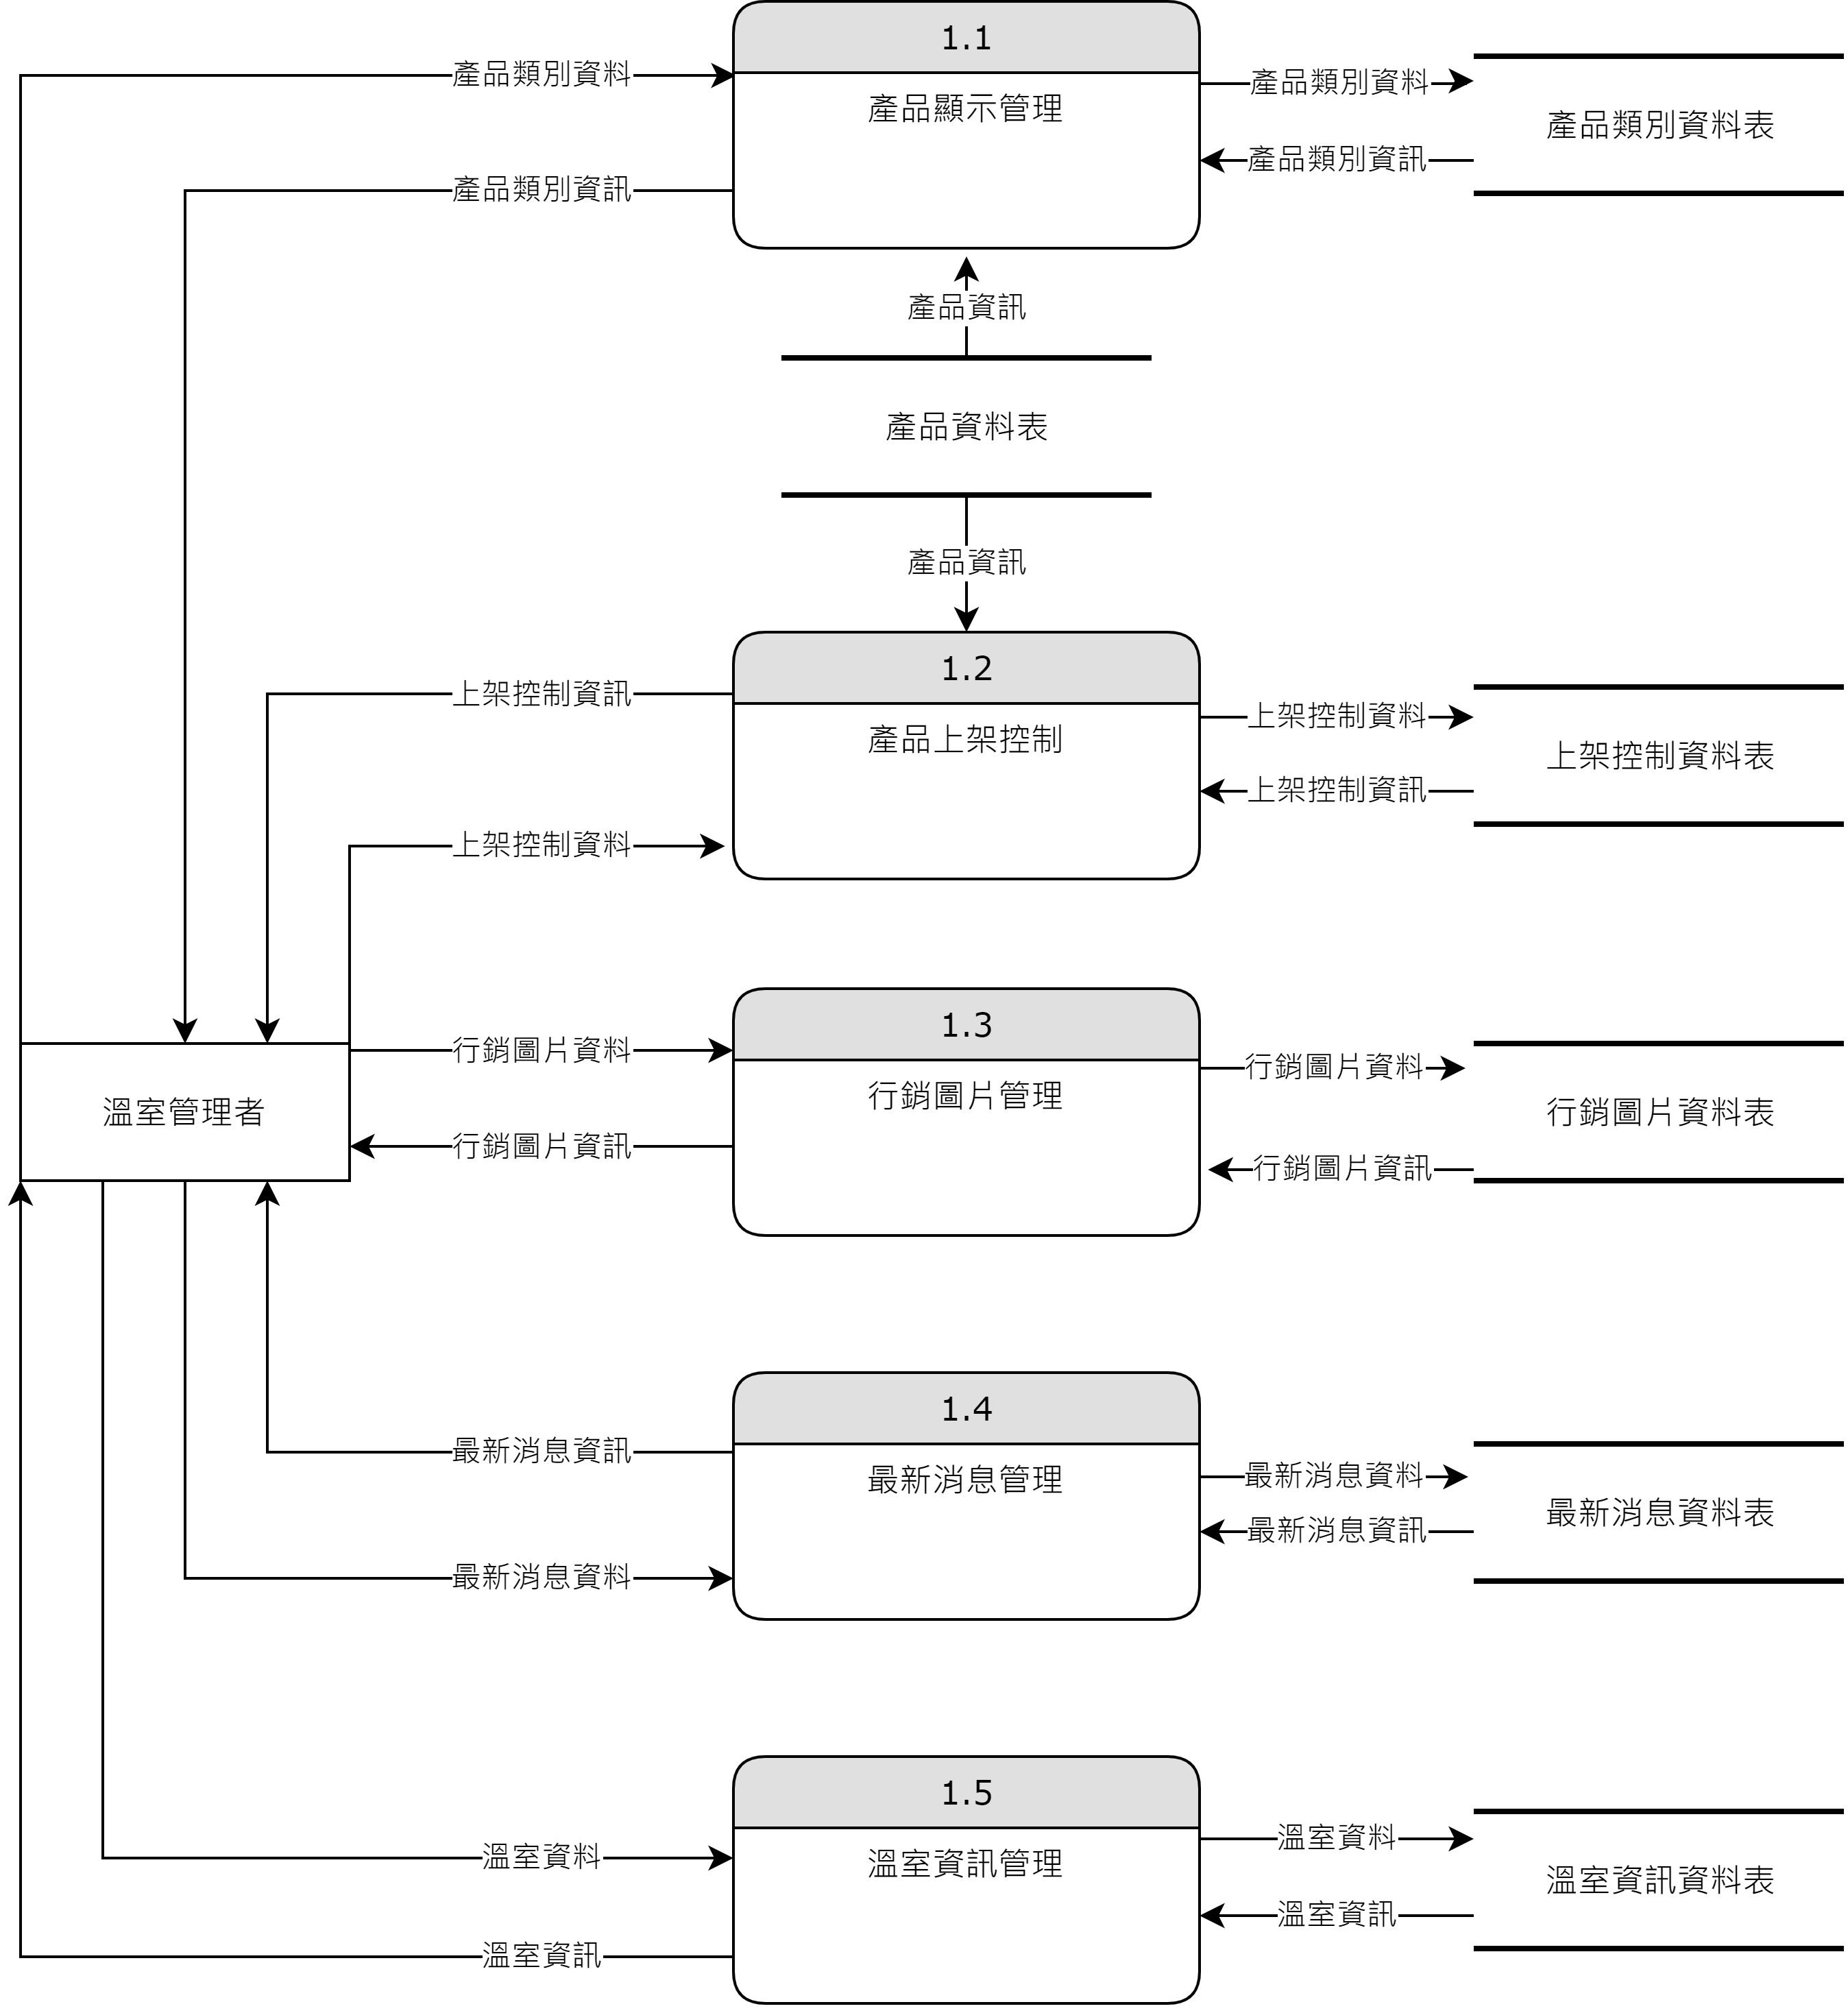 1.1
產品類別資料
產品類別資料
產品顯示管理
產品類別資料表
產品類別資訊
產品類別資訊
產品資訊
產品資料表
產品資訊
1.2
上架控制資訊
上架控制資料
產品上架控制
上架控制資料表
上架控制資訊
上架控制資料
1.3
行銷圖片資料
行銷圖片資料
行銷圖片管理
溫室管理者
行銷圖片資料表
行銷圖片資訊
行銷圖片資訊
1.4
最新消息資訊
最新消息資料
最新消息管理
最新消息資料表
最新消息資訊
最新消息資料
1.5
溫室資料
溫室資料
溫室資訊管理
溫室資訊資料表
溫室資訊
溫室資訊